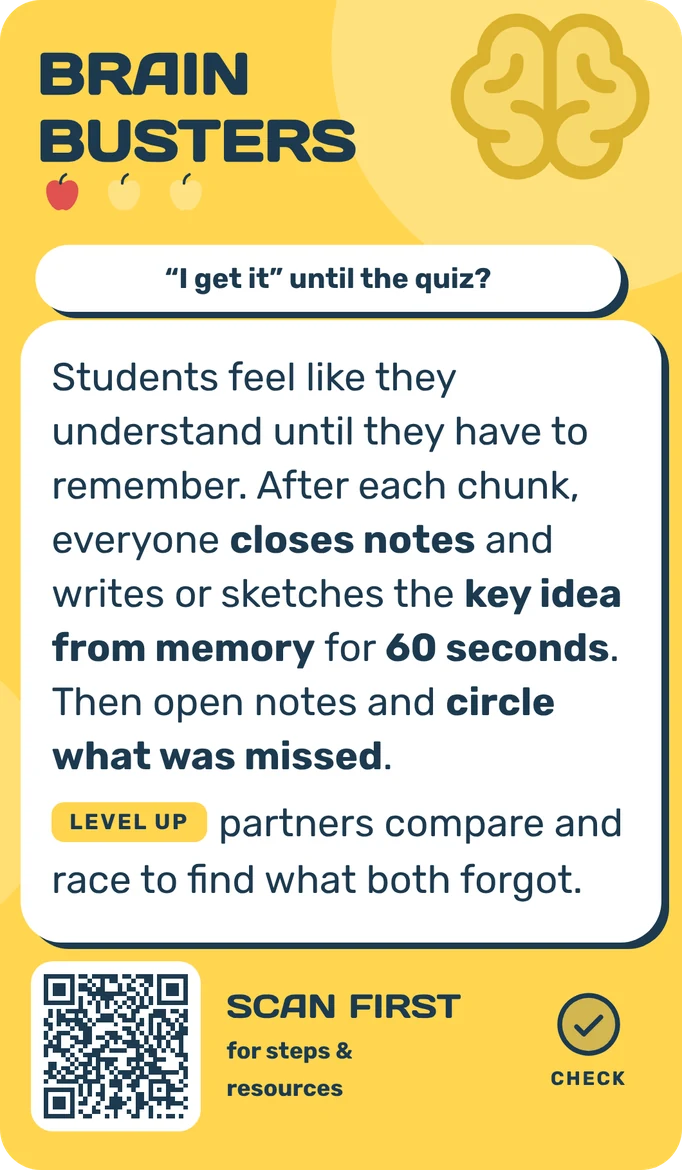 BRAIN
BUSTERS
“I get it” until the quiz?
Students feel like they
understand until they have to
remember. After each chunk,
everyone closes notes and
writes or sketches the key idea
from memory for 60 seconds.
Then open notes and circle
what was missed.
LEVEL UP partners compare and
race to find what both forgot.
SCAN FIRST
for steps &
resources
CHECK